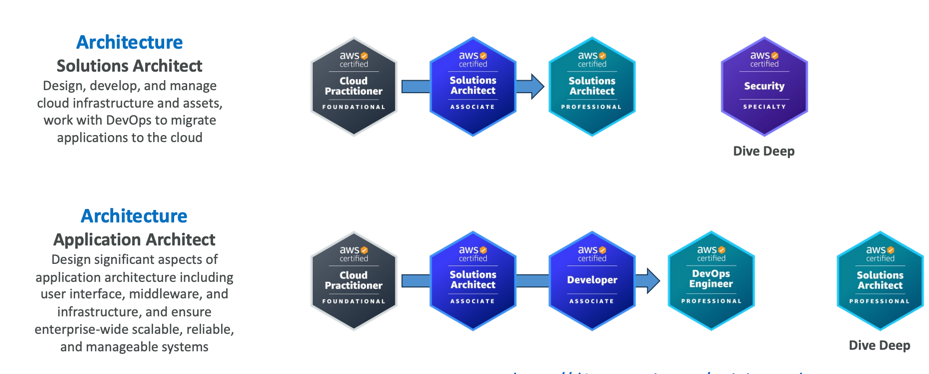 Architecture
Solutions Architect
Design, develop, and manage
cloud infrastructure and assets,
work with DevOps to migrate
applications to the cloud
aws
certified
Cloud
Practitioner
FOUNDATIONAL
aws
certified
Solutions
Architect
ASSOCIATE
aws
certified
Solutions
Architect
PROFESSIONAL
aws
certified
Security
SPECIALTY
Dive Deep
Architecture
Application Architect
Design significant aspects of
application architecture including
user interface, middleware, and
infrastructure, and ensure
enterprise-wide scalable, reliable,
and manageable systems
aws
certified
Cloud
Practitioner
FOUNDATIONAL
aws
certified
Solutions
Architect
ASSOCIATE
aws
certified
Developer
ASSOCIATE
aws
certified
DevOps
Engineer
PROFESSIONAL
aws
certified
Solutions
Architect
PROFESSIONAL
Dive Deep